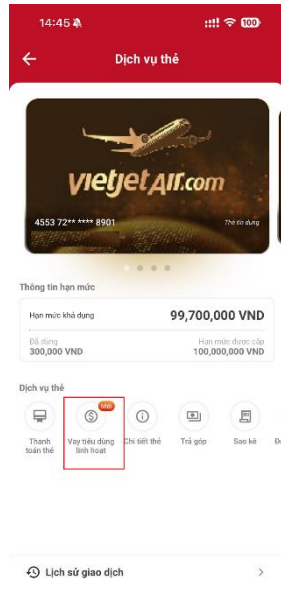 14:45
100
Dịch vụ thẻ
vietjetAir.com
4553 72** **** 8901
Thẻ tín dụng
Thông tin hạn mức
Hạn mức khả dụng 99,700,000 VND
Đã dùng Hạn mức được cấp
300,000 VND 100,000,000 VND
Dịch vụ thẻ
Mới
Thanh toán thẻ
Vay tiêu dùng linh hoạt
Chi tiết thẻ
Trả góp
Sao kê
Lịch sử giao dịch